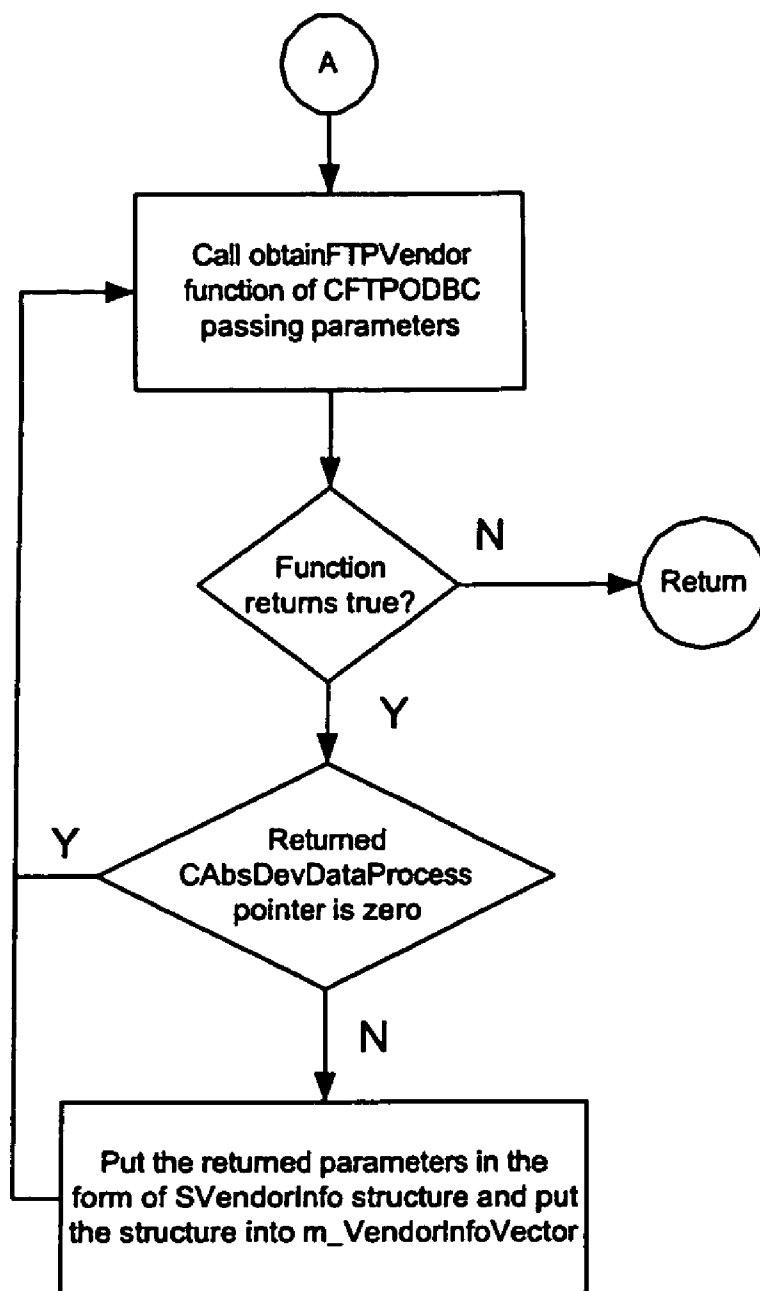 A
Call obtainFTPVendor
function of CFTPODBC
passing parameters
Function
returns true?
N
Return
Y
Returned
CAbsDevDataProcess
pointer is zero
Y
N
Put the returned parameters in the
form of SVendorInfo structure and put
the structure into m_VendorInfoVector